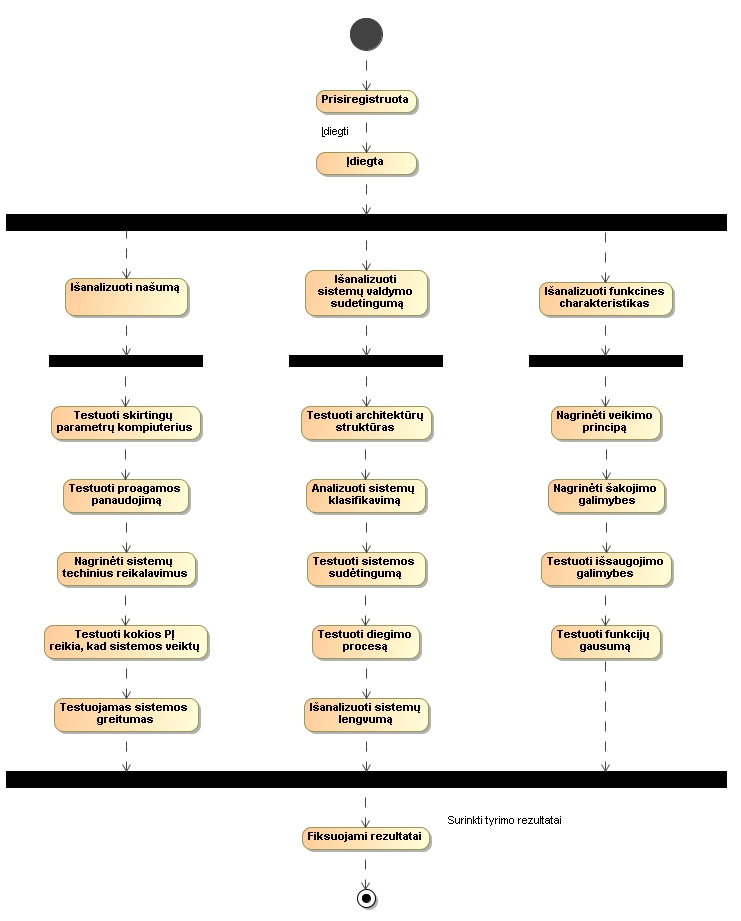 Prisiregistruota
Įdiegti
Įdiegta
Išanalizuoti našumą
Išanalizuoti
sistemų valdymo
sudetingumą
Išanalizuoti funkcines
charakteristikas
Testuoti skirtingų
parametrų kompiuterius
Testuoti architektūrų
struktūras
Nagrinėti veikimo
principą
Testuoti proagamos
panaudojimą
Analizuoti sistemų
klasifikavimą
Nagrinėti šakojimo
galimybes
Nagrinėti sistemų
techinius reikalavimus
Testuoti sistemos
sudėtingumą
Testuoti išsaugojimo
galimybes
Testuoti kokios PĮ
reikia, kad sistemos veiktų
Testuoti diegimo
procesą
Testuoti funkcijų
gausumą
Testuojamas sistemos
greitumas
Išanalizuoti sistemų
lengvumą
Surinkti tyrimo rezultatai
Fiksuojami rezultatai